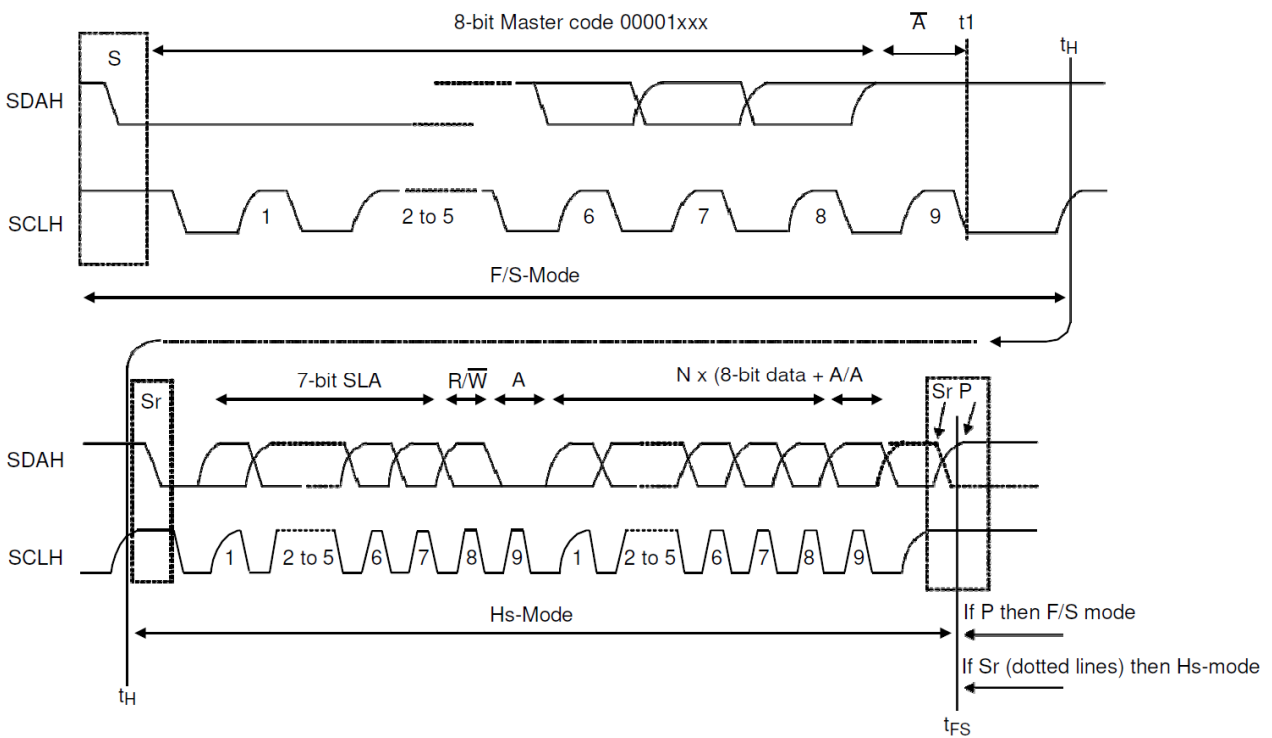 8-bit Master code 00001xxx A̅ t1
S tH
SDAH
SCLH 1 2 to 5 6 7 8 9
F/S-Mode
7-bit SLA R/W̅ A N x (8-bit data + A/A
Sr Sr P
SDAH
SCLH 1 2 to 5 6 7 8 9 1 2 to 5 6 7 8 9
Hs-Mode If P then F/S mode
If Sr (dotted lines) then Hs-mode
tH
tFS